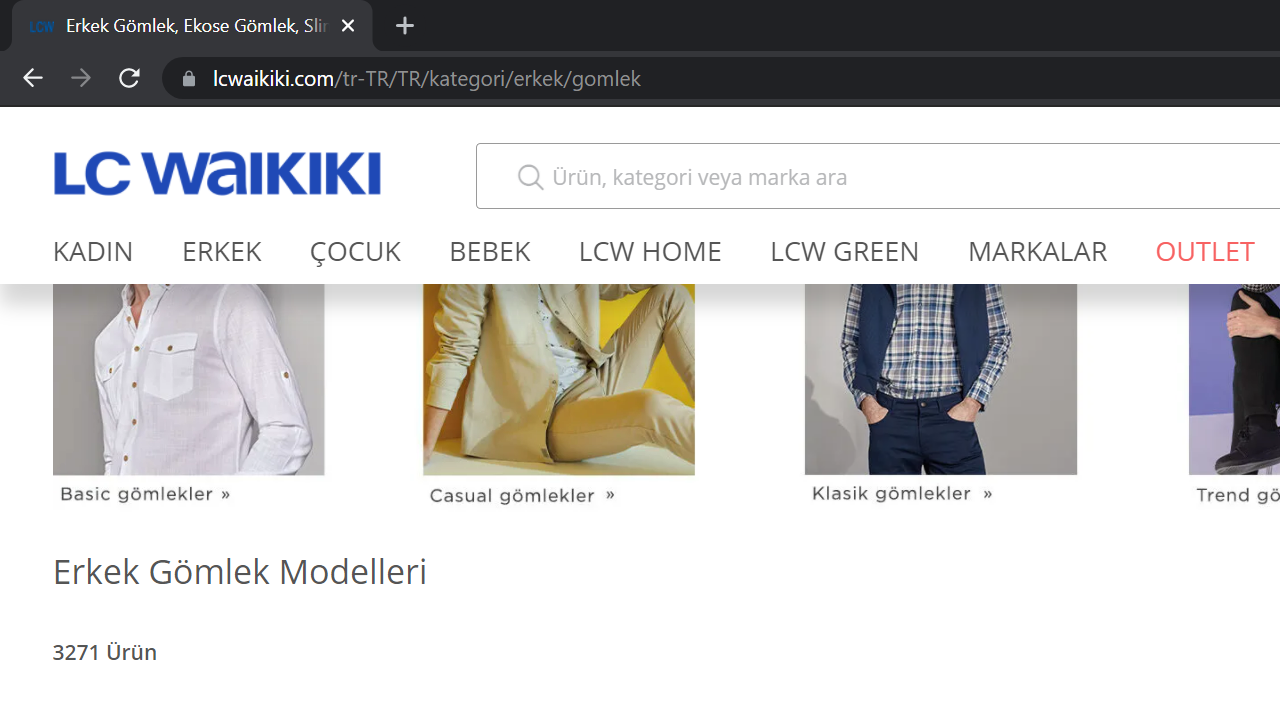 LCW Erkek Gömlek, Ekose Gömlek, Slim
lcwaikiki.com/tr-TR/TR/kategori/erkek/gomlek
LC WAIKIKI
Ürün, kategori veya marka ara
KADIN ERKEK ÇOCUK BEBEK LCW HOME LCW GREEN MARKALAR OUTLET
Basic gömlekler » Casual gömlekler » Klasik gömlekler » Trend gö
Erkek Gömlek Modelleri
3271 Ürün